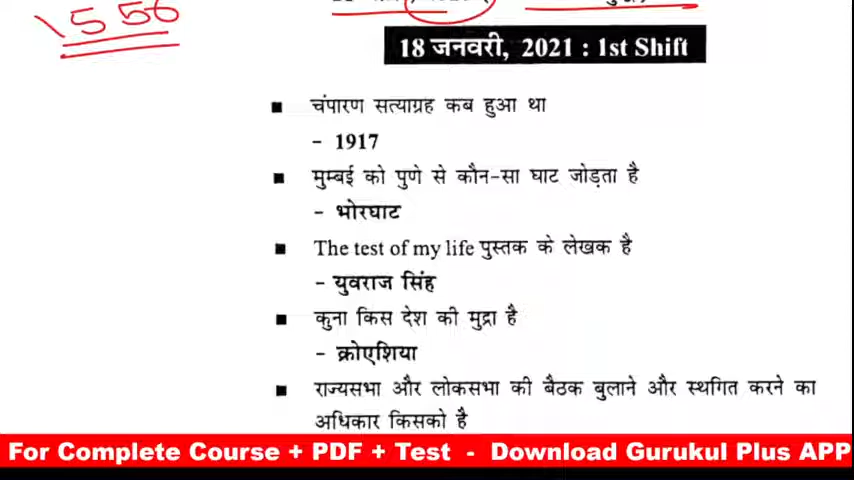 1556
18 जनवरी, 2021 : 1st Shift
■ चंपारण सत्याग्रह कब हुआ था
- 1917
■ मुम्बई को पुणे से कौन-सा घाट जोड़ता है
- भोरघाट
■ The test of my life पुस्तक के लेखक है
- युवराज सिंह
■ कुना किस देश की मुद्रा है
- क्रोएशिया
■ राज्यसभा और लोकसभा की बैठक बुलाने और स्थगित करने का
अधिकार किसको है
For Complete Course + PDF + Test - Download Gurukul Plus APP